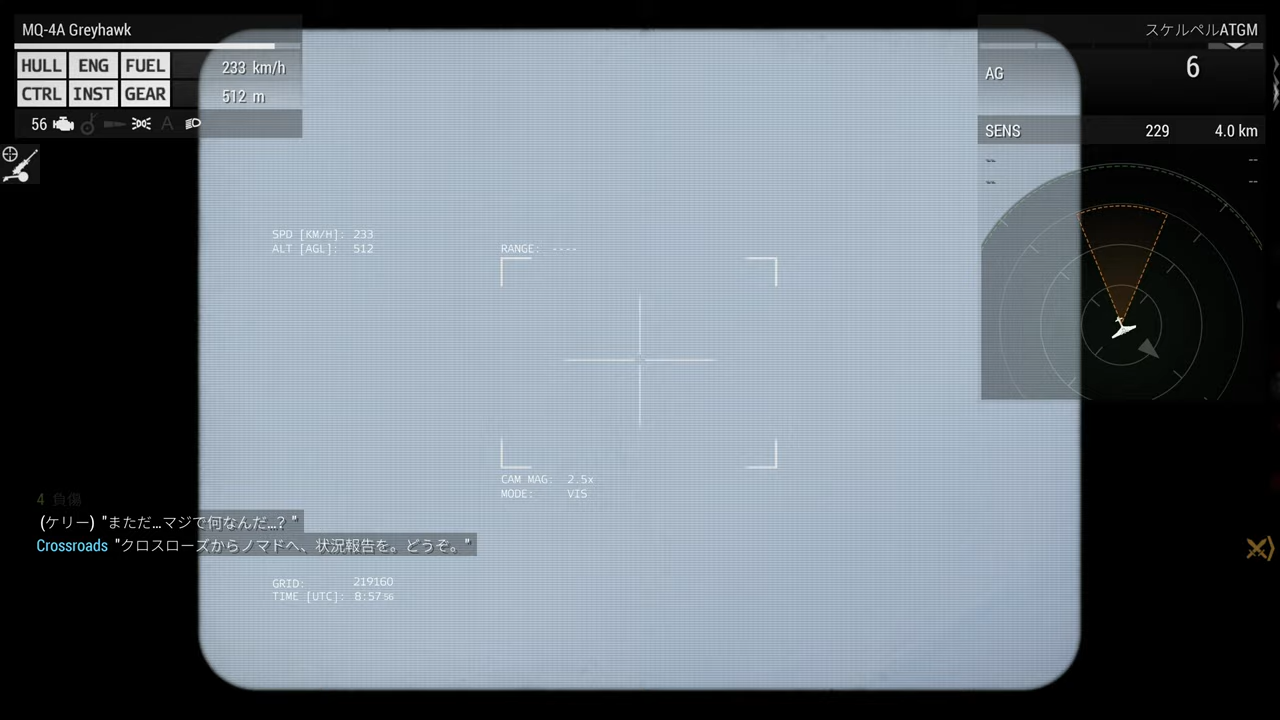 MQ-4A Greyhawk
HULL ENG FUEL
233 km/h
CTRL INST GEAR
512 m
56
A
スケルペルATGM
AG
6
SENS 229 4.0 km
-- --
-- --
SPD [KM/H]: 233
ALT [AGL]: 512
RANGE: ----
CAM MAG: 2.5x
MODE: VIS
4 負傷
(ケリー) "まただ…マジで何なんだ…？"
Crossroads "クロスローズからノマドへ、状況報告を。どうぞ。"
GRID: 219160
TIME [UTC]: 8:57 56